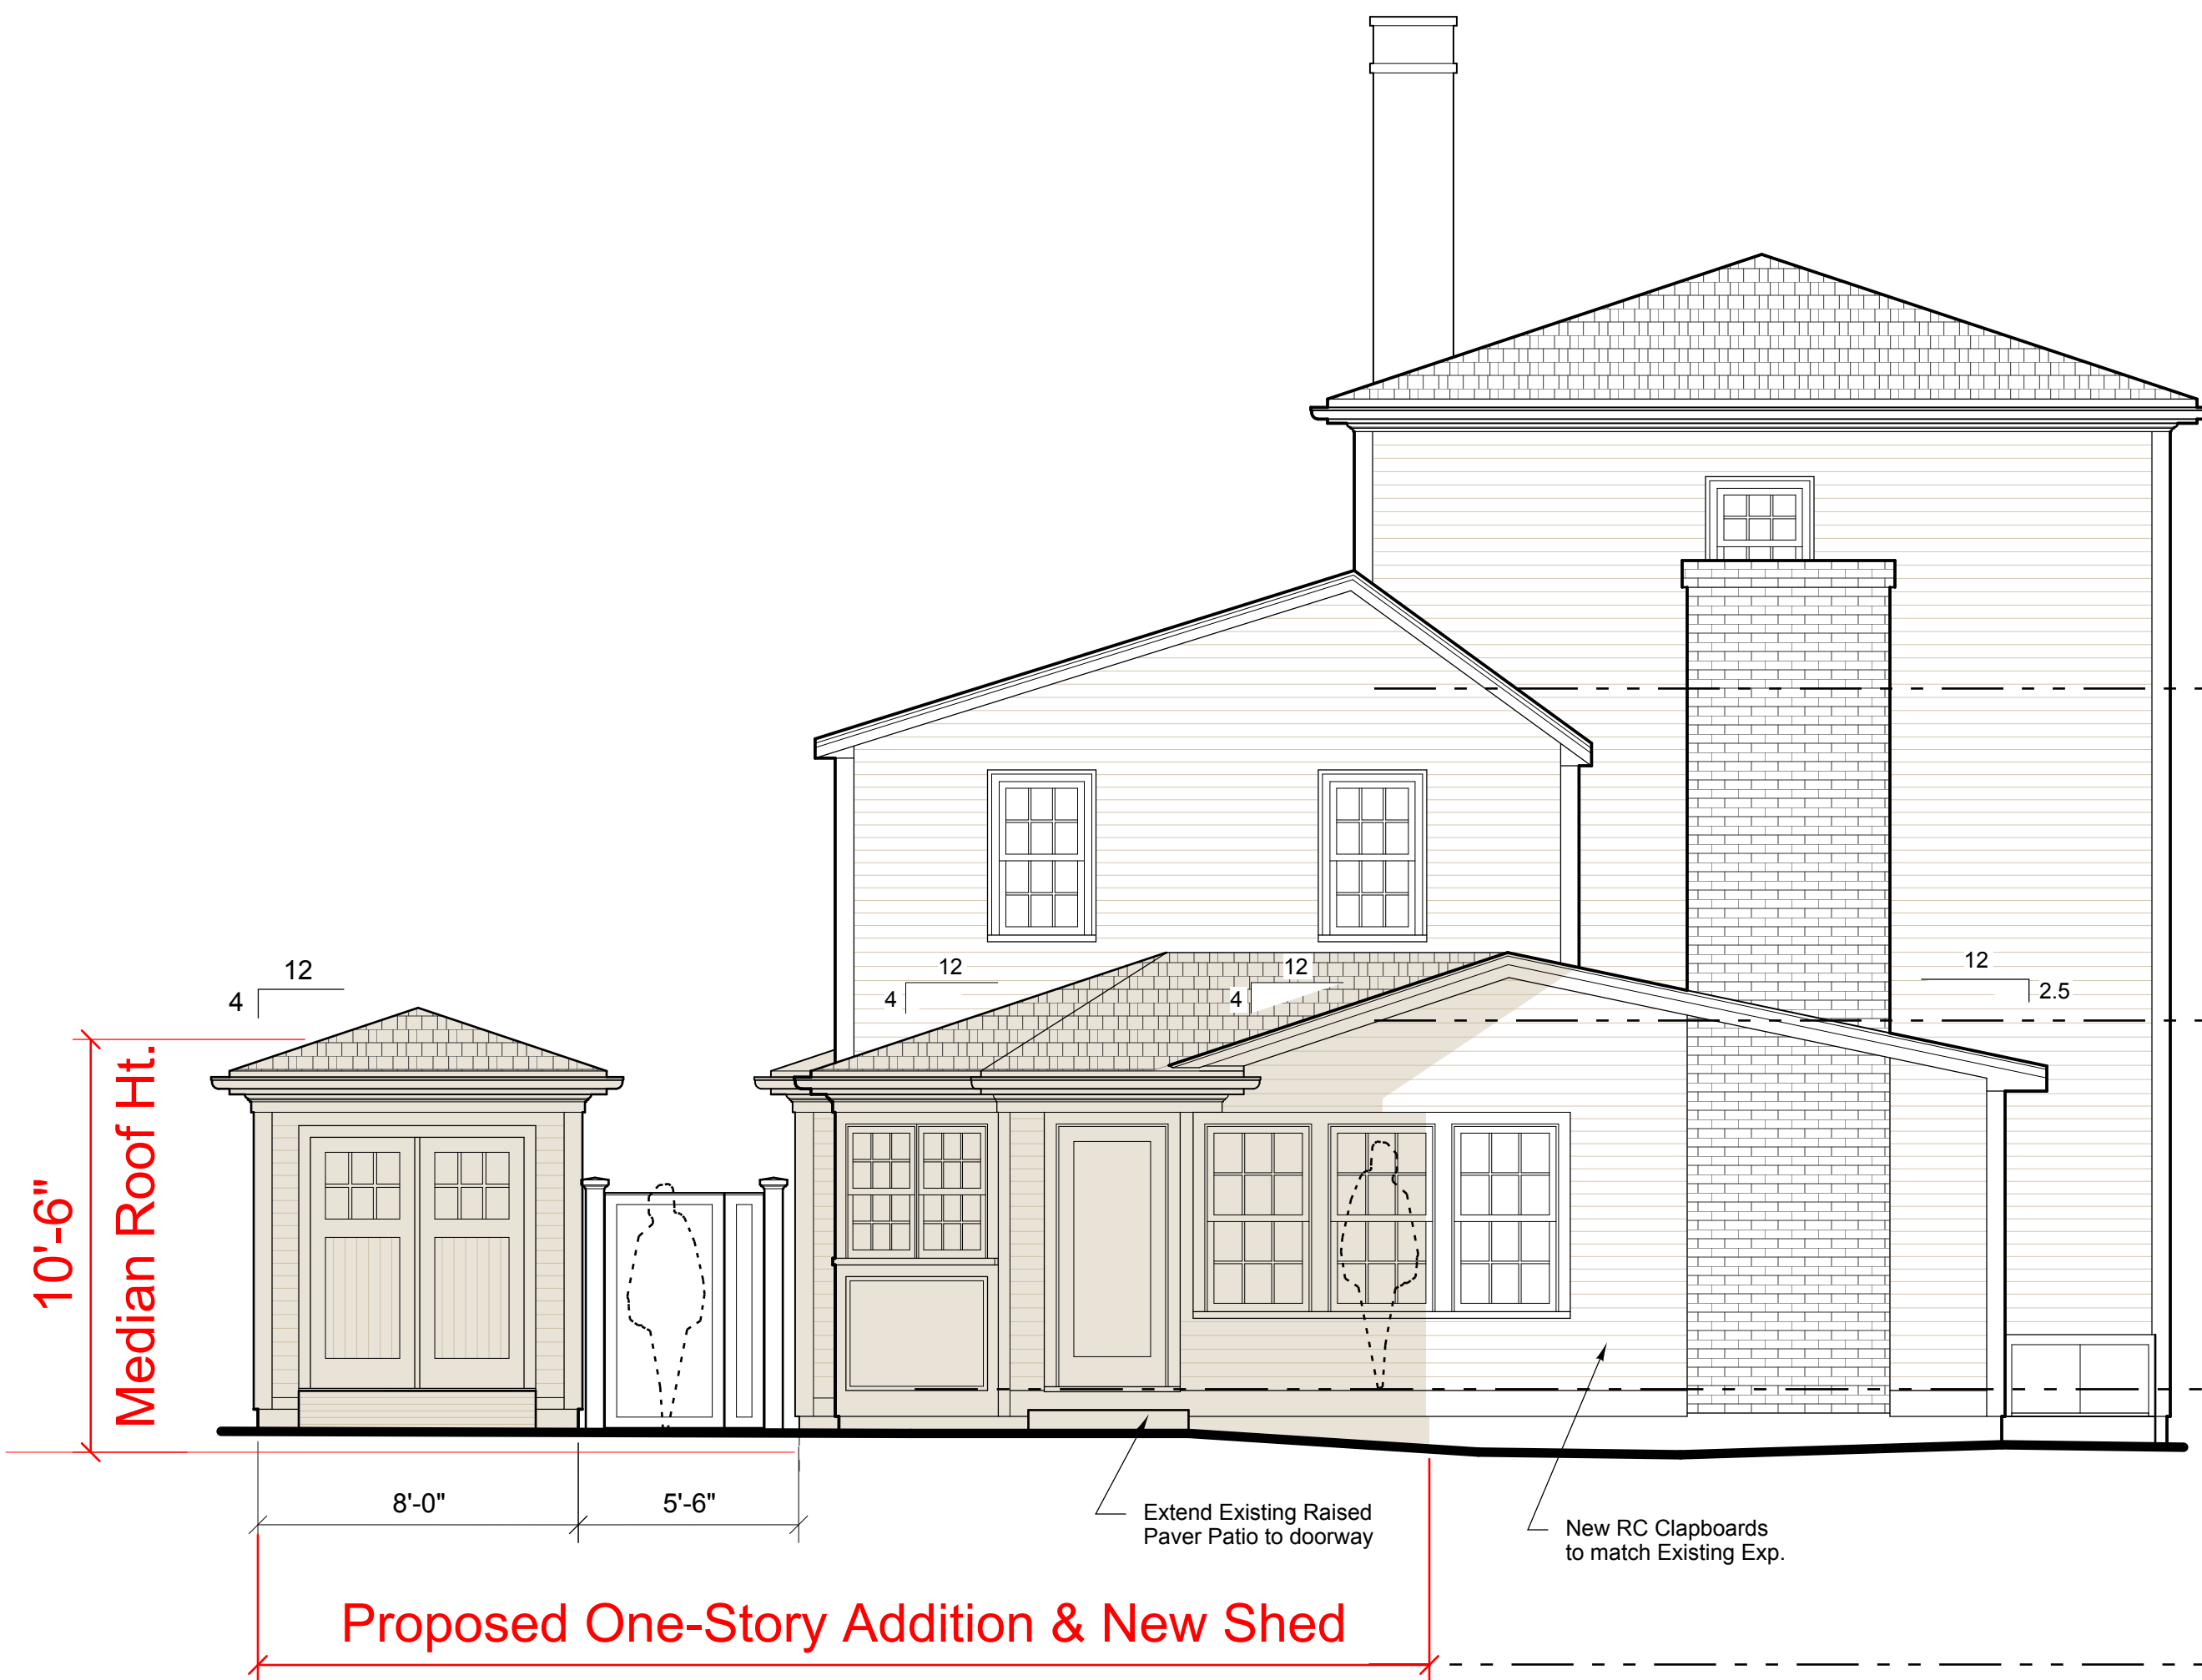 12
4
12
4
12
4
12
2.5
10'-6"
Median Roof Ht.
8'-0"
5'-6"
Extend Existing Raised
Paver Patio to doorway
New RC Clapboards
to match Existing Exp.
Proposed One-Story Addition & New Shed